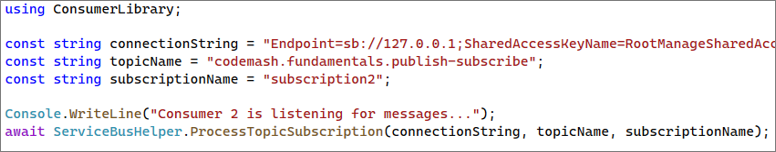 using ConsumerLibrary;
const string connectionString = "Endpoint=sb://127.0.0.1;SharedAccessKeyName=RootManageSharedAcc
const string topicName = "codemash.fundamentals.publish-subscribe";
const string subscriptionName = "subscription2";
Console.WriteLine("Consumer 2 is listening for messages...");
await ServiceBusHelper.ProcessTopicSubscription(connectionString, topicName, subscriptionName);